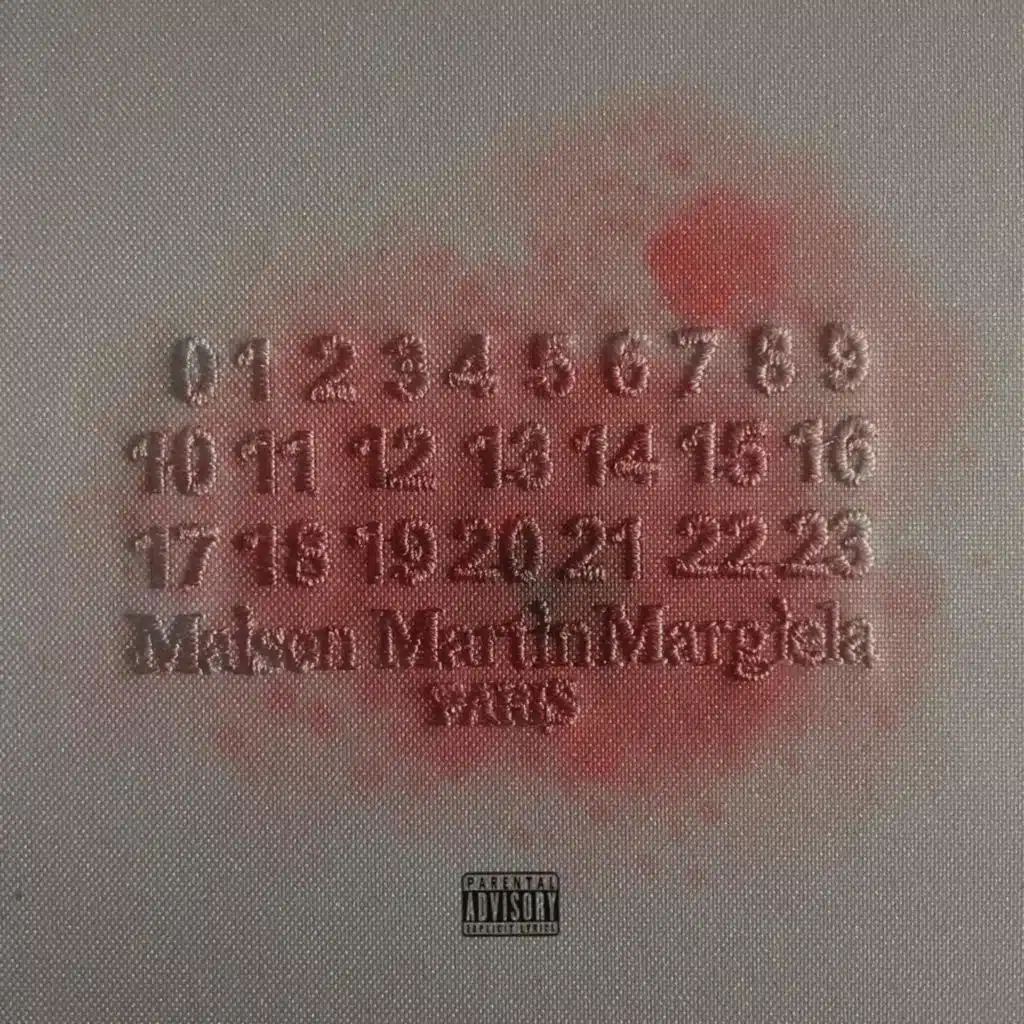 0 1 2 3 4 5 6 7 8 9
10 11 12 13 14 15 16
17 18 19 20 21 22 23
Maison Martin Margiela
PARIS
PARENTAL
ADVISORY
EXPLICIT LYRICS